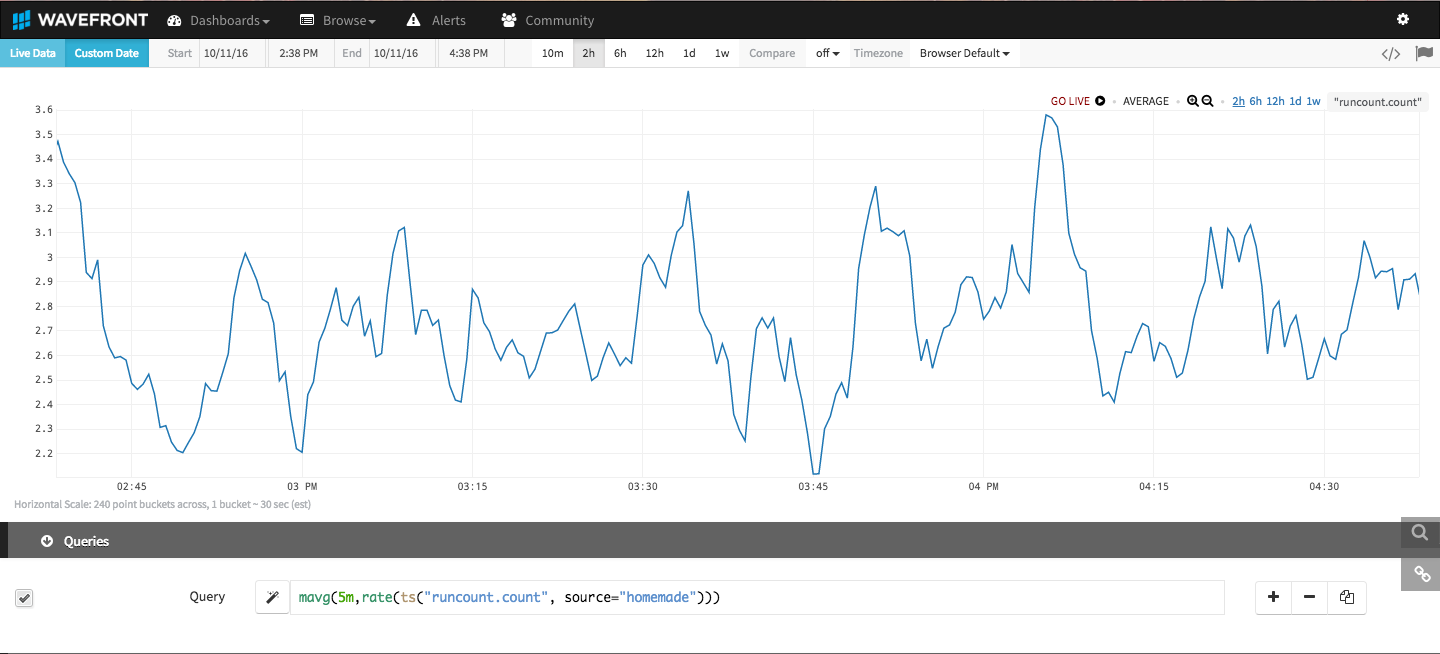 WAVEFRONT Dashboards Browse Alerts Community
Live Data Custom Date Start 10/11/16 2:38 PM End 10/11/16 4:38 PM 10m 2h 6h 12h 1d 1w Compare off Timezone Browser Default </>
GO LIVE • AVERAGE • • 2h 6h 12h 1d 1w "runcount.count"
3.6
3.5
3.4
3.3
3.2
3.1
3
2.9
2.8
2.7
2.6
2.5
2.4
2.3
2.2
02:45 03 PM 03:15 03:30 03:45 04 PM 04:15 04:30
Horizontal Scale: 240 point buckets across, 1 bucket ~ 30 sec (est)
Queries
Query mavg(5m,rate(ts("runcount.count", source="homemade")))